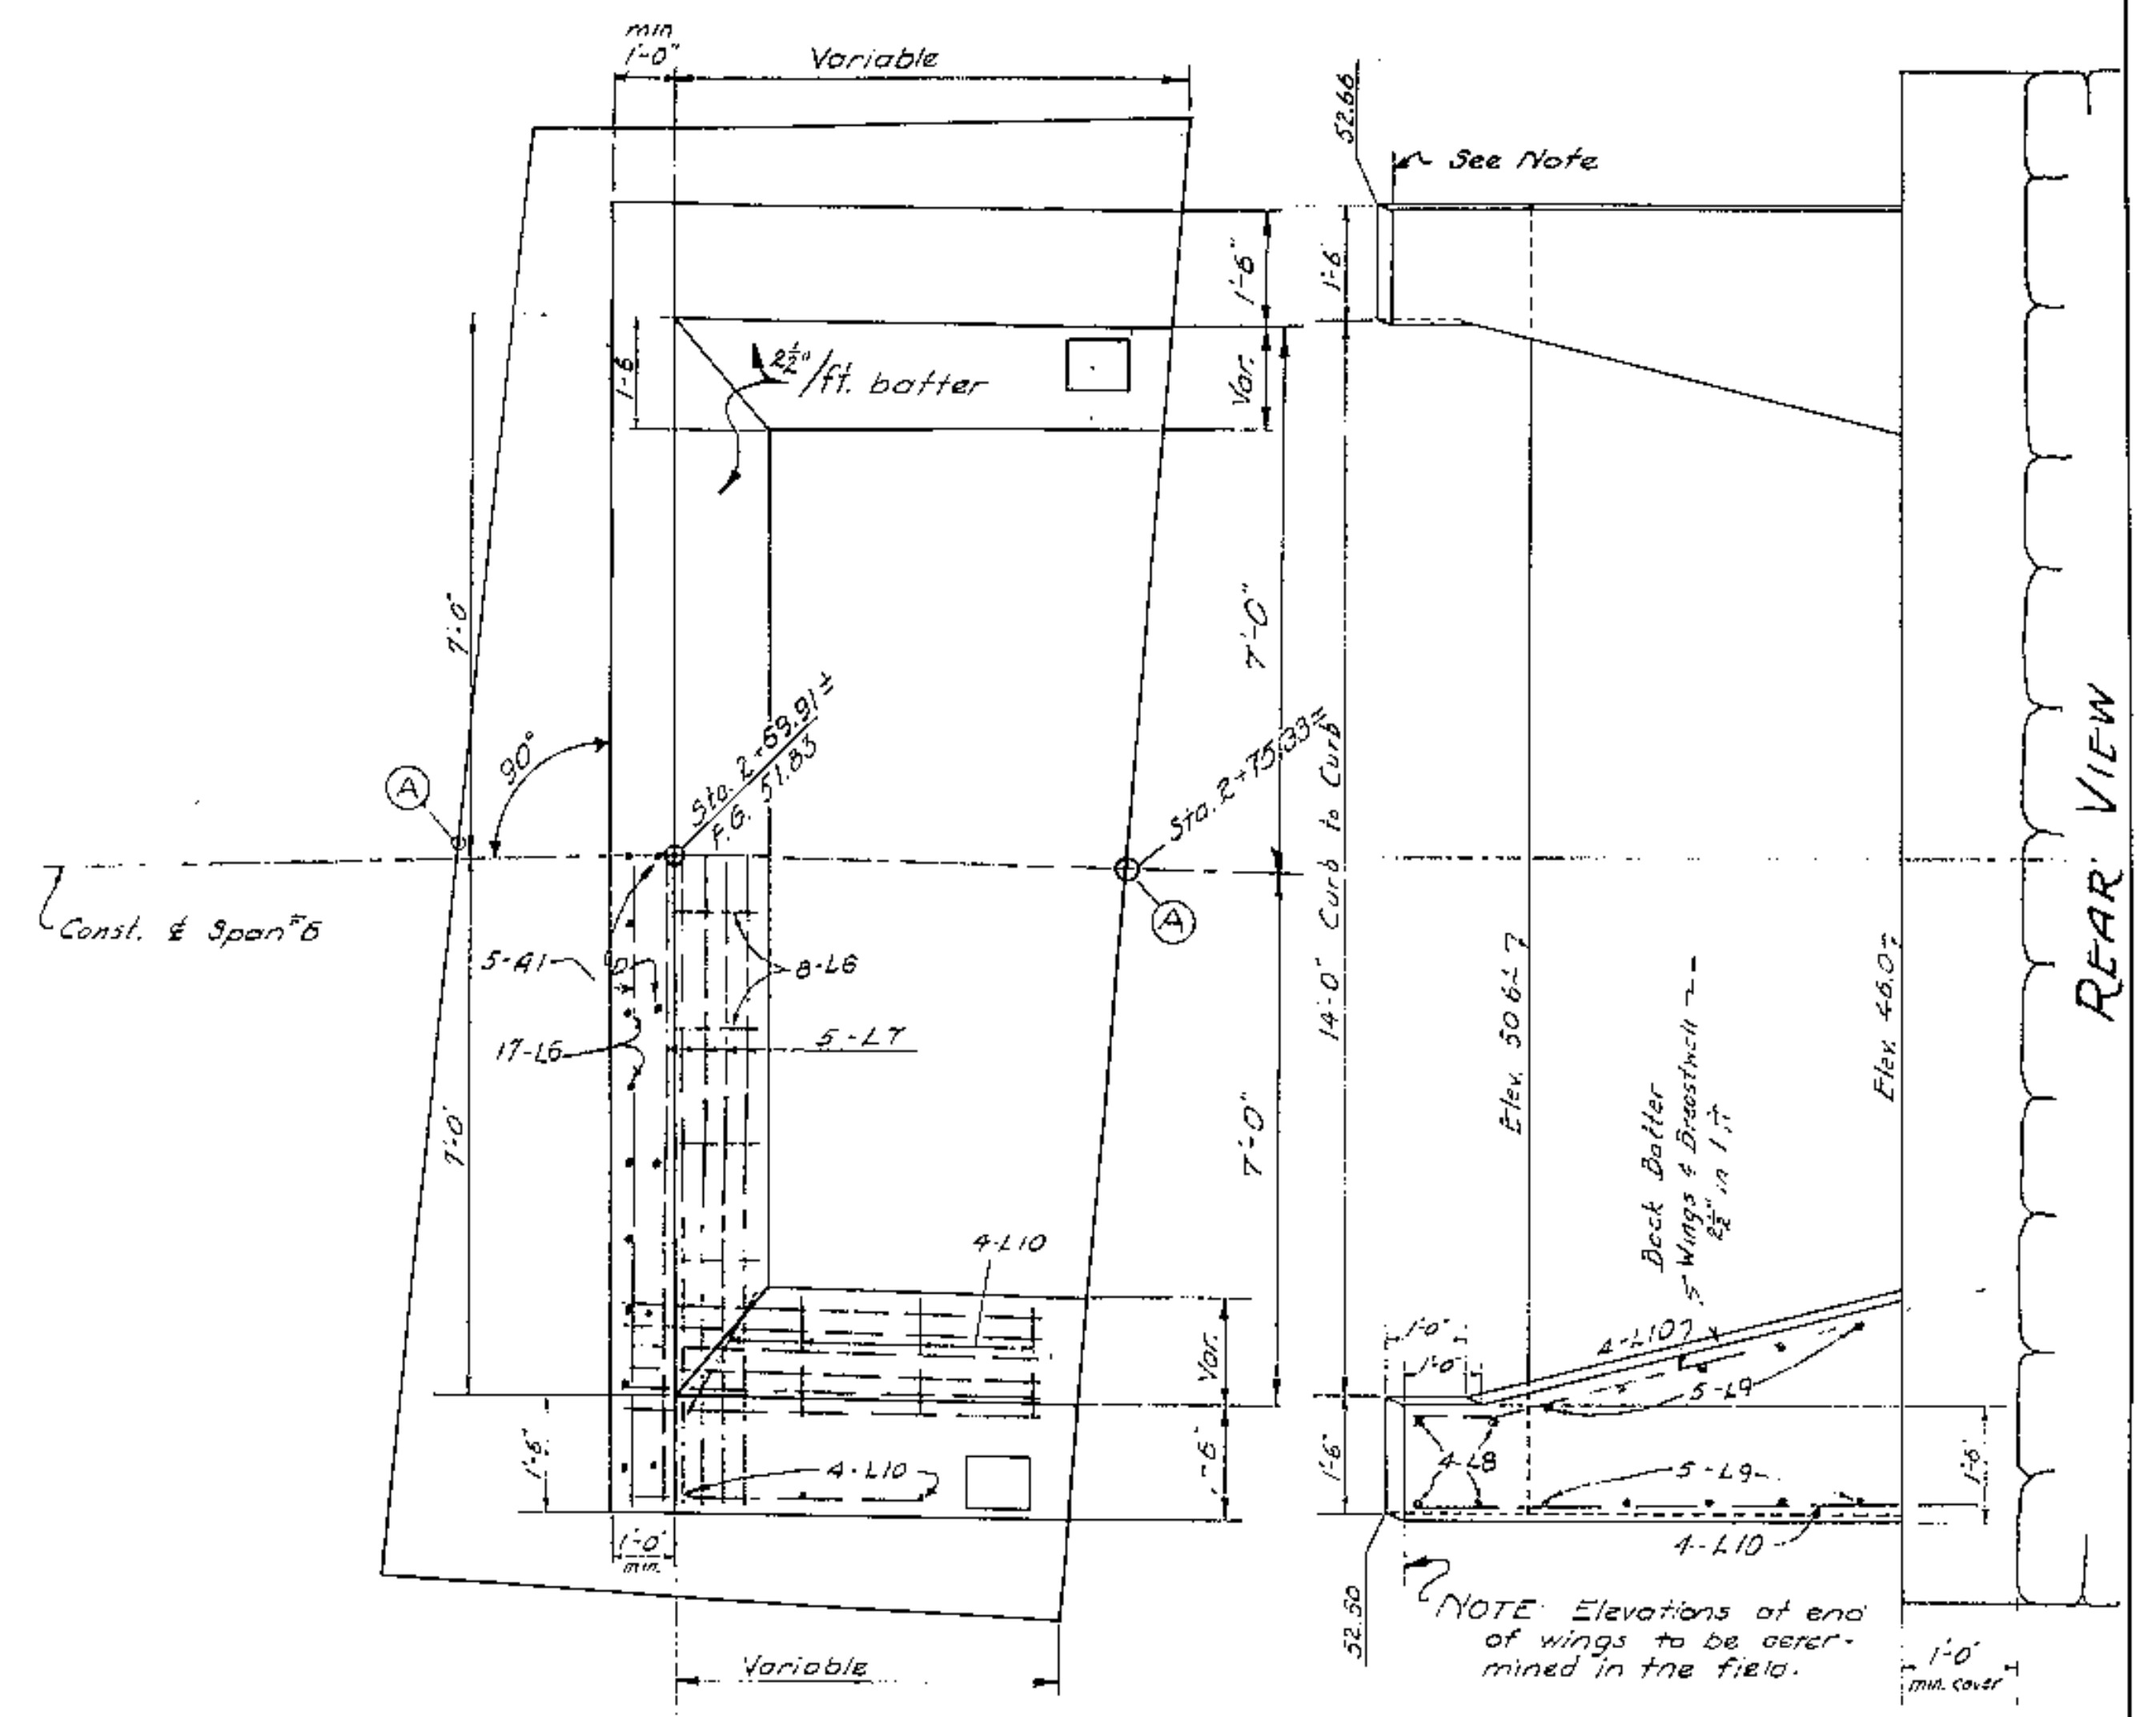 min
1'-0"
Variable
52.66
See Note
1'-6"
1'-6
Var.
1'-6
2½"/ft. batter
7'-0"
7'-0"
90°
Sta. 2+69.91±
F.G. 51.83
Sta. 2+75.33±
14'-0" Curb to Curb
A
A
Const. ℄ Span #6
5-A1
8-L6
17-L6
5-L7
7'-0"
7'-0"
Elev. 50.62
Elev. 46.0
Back Batter
Wings & Breastwall
2½" in 1 ft
REAR VIEW
4-L10
4-L10
1'-0"
1'-0"
5-L9
Var.
1'-6"
4-L10
1'-6"
4-L8
5-L9
1'-6"
1'-6"
4-L10
1'-0"
min.
52.50
NOTE: Elevations at end
of wings to be deter-
mined in the field.
Variable
1'-0"
min. cover